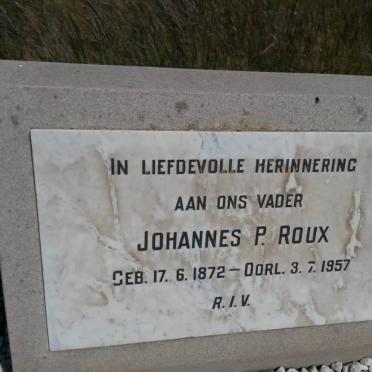 IN LIEFDEVOLLE HERINNERING
AAN ONS VADER
JOHANNES P. ROUX
GEB. 17. 6. 1872 – OORL. 3. 7. 1957
R. I. V.